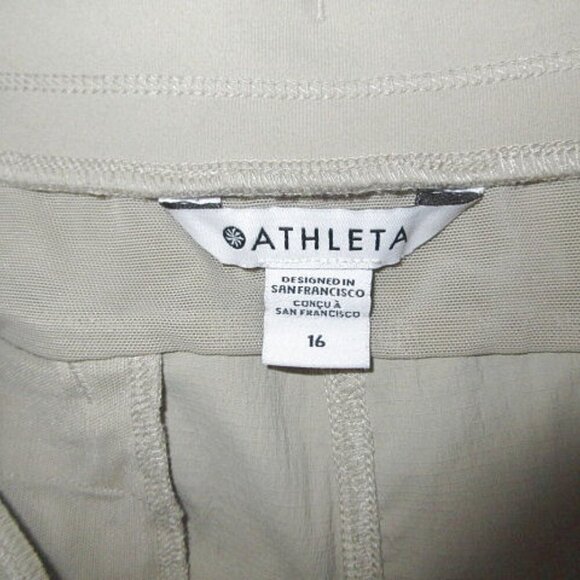 ATHLETA
DESIGNED IN
SAN FRANCISCO
CONÇU À
SAN FRANCISCO
16